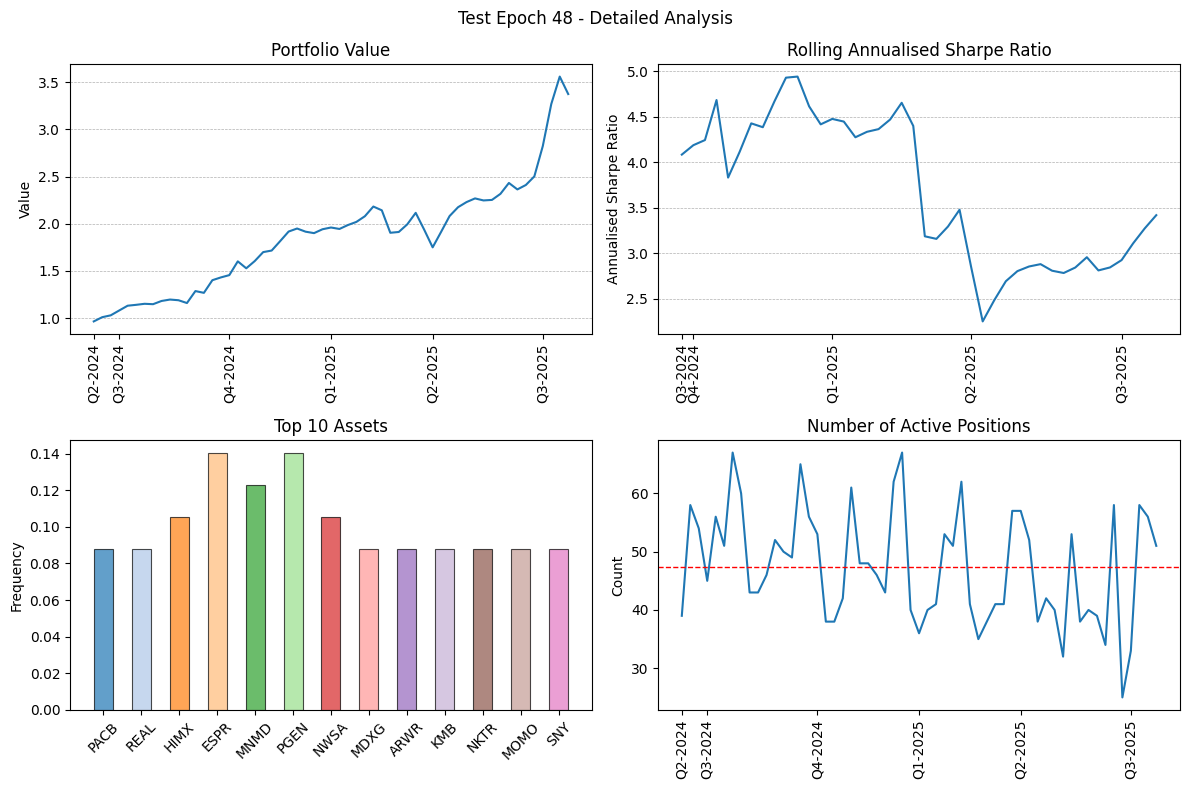 Test Epoch 48 - Detailed Analysis
Portfolio Value
Value
3.5
3.0
2.5
2.0
1.5
1.0
Q2-2024
Q3-2024
Q4-2024
Q1-2025
Q2-2025
Q3-2025
Rolling Annualised Sharpe Ratio
Annualised Sharpe Ratio
5.0
4.5
4.0
3.5
3.0
2.5
Q3-2024
Q4-2024
Q1-2025
Q2-2025
Q3-2025
Top 10 Assets
Frequency
0.14
0.12
0.10
0.08
0.06
0.04
0.02
0.00
PACB
REAL
HIMX
ESPR
MNMD
PGEN
NWSA
MDXG
ARWR
KMB
NKTR
MOMO
SNY
Number of Active Positions
Count
60
50
40
30
Q2-2024
Q3-2024
Q4-2024
Q1-2025
Q2-2025
Q3-2025